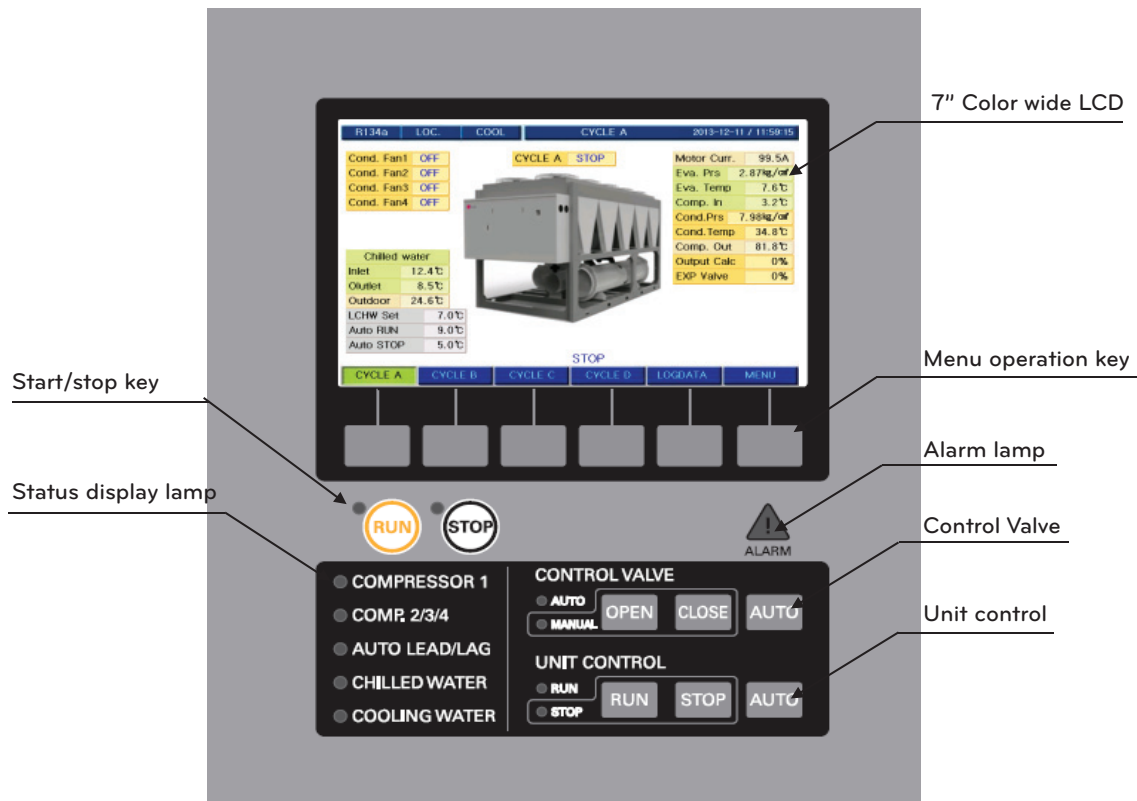 7" Color wide LCD
R134a LOC. COOL CYCLE A 2013-12-11 / 11:59:15
Cond. Fan1 OFF
Cond. Fan2 OFF
Cond. Fan3 OFF
Cond. Fan4 OFF
CYCLE A STOP
Motor Curr. 99.5A
Eva. Prs 2.87kg/㎠
Eva. Temp 7.6℃
Comp. In 3.2℃
Cond.Prs 7.98kg/㎠
Cond.Temp 34.8℃
Comp. Out 81.8℃
Output Calc 0%
EXP Valve 0%
Chilled water
Inlet 12.4℃
Olutlet 8.5℃
Outdoor 24.6℃
LCHW Set 7.0℃
Auto RUN 9.0℃
Auto STOP 5.0℃
STOP
CYCLE A CYCLE B CYCLE C CYCLE D LOGDATA MENU
Menu operation key
Start/stop key
Alarm lamp
Status display lamp
RUN STOP
ALARM
Control Valve
COMPRESSOR 1
COMP. 2/3/4
AUTO LEAD/LAG
CHILLED WATER
COOLING WATER
CONTROL VALVE
AUTO
MANUAL
OPEN CLOSE AUTO
Unit control
UNIT CONTROL
RUN
STOP
RUN STOP AUTO